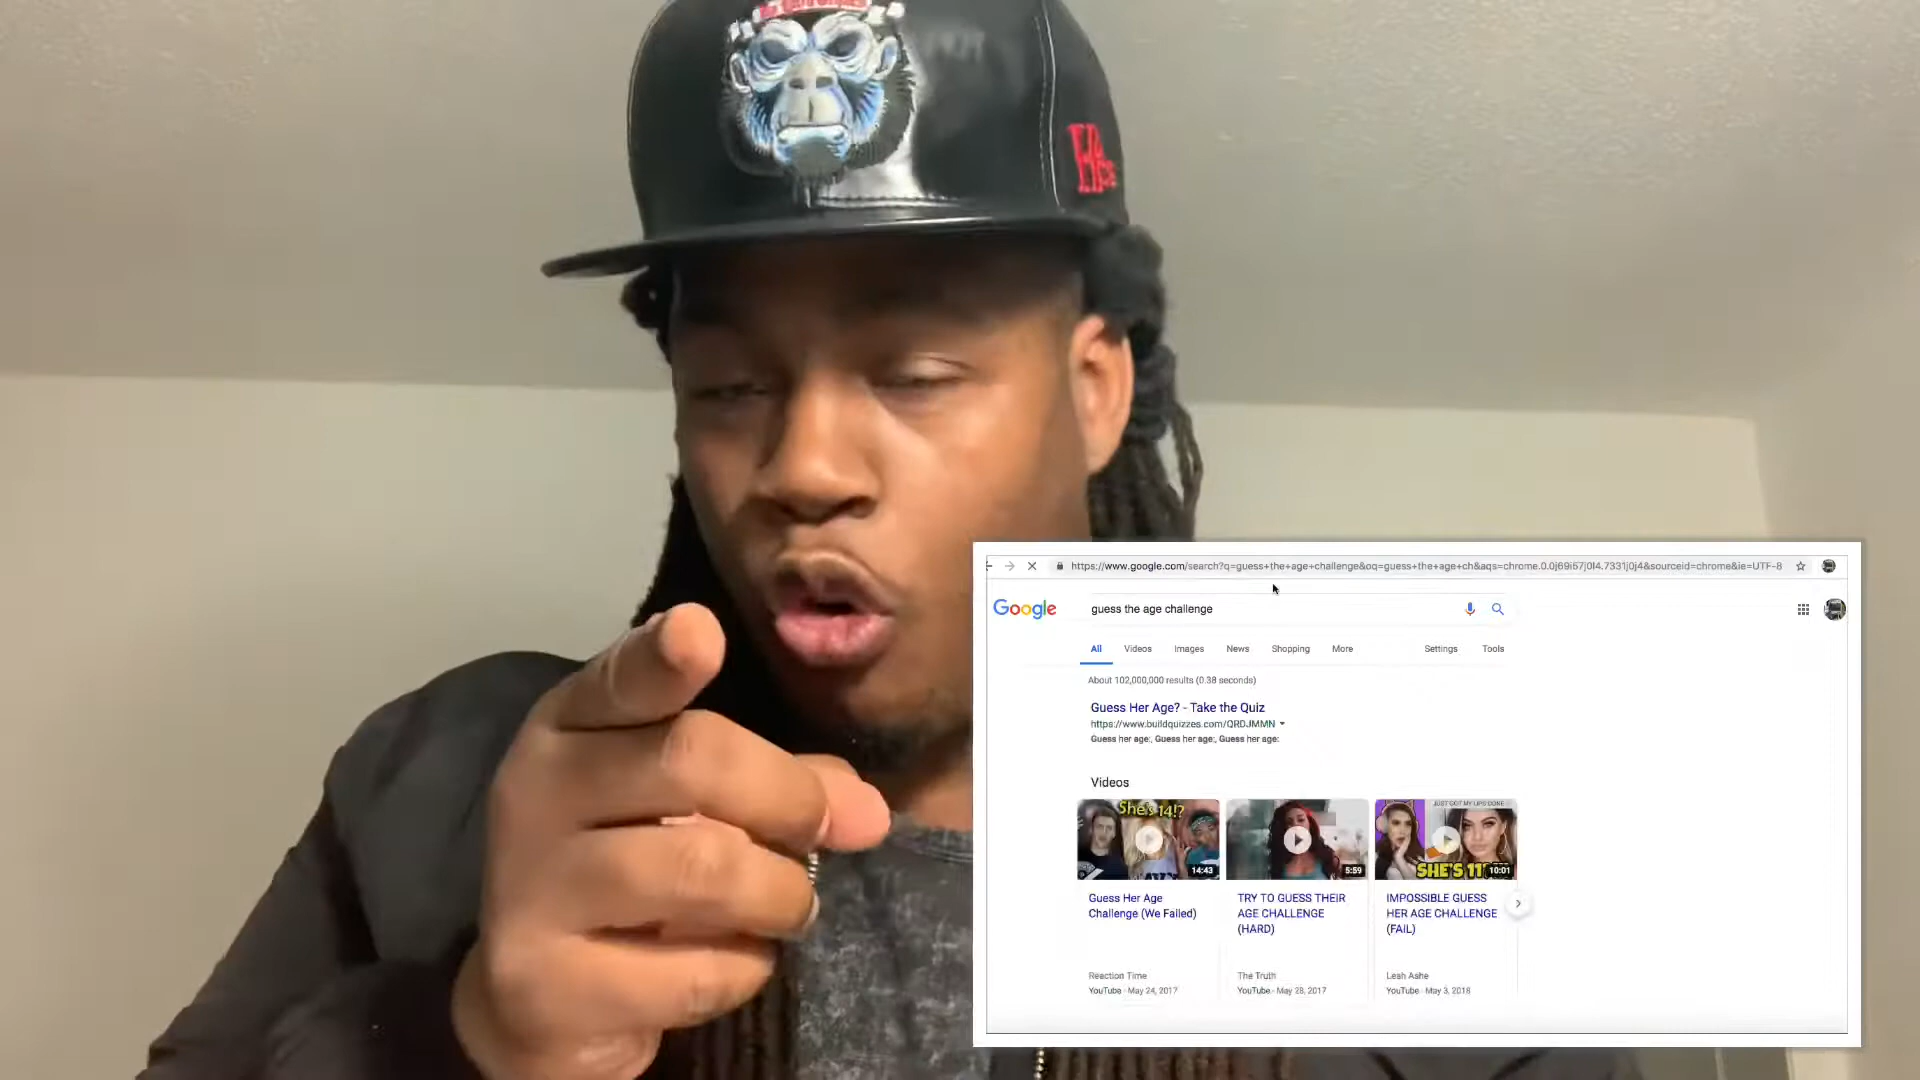 https://www.google.com/search?q=guess+the+age+challenge&oq=guess+the+age+ch&aqs=chrome.0.0j69i57j0l4.7331j0j4&sourceid=chrome&ie=UTF-8
Google
guess the age challenge
All Videos Images News Shopping More Settings Tools
About 102,000,000 results (0.38 seconds)
Guess Her Age? - Take the Quiz
https://www.buildquizzes.com/QRDJMMN
Guess her age:, Guess her age:, Guess her age:
Videos
She's 14!?
14:43
5:59
JUST GOT MY LIPS DONE
SHE'S 11
10:01
Guess Her Age
Challenge (We Failed)
TRY TO GUESS THEIR
AGE CHALLENGE
(HARD)
IMPOSSIBLE GUESS
HER AGE CHALLENGE
(FAIL)
Reaction Time
YouTube - May 24, 2017
The Truth
YouTube - May 28, 2017
Leah Ashe
YouTube - May 3, 2018